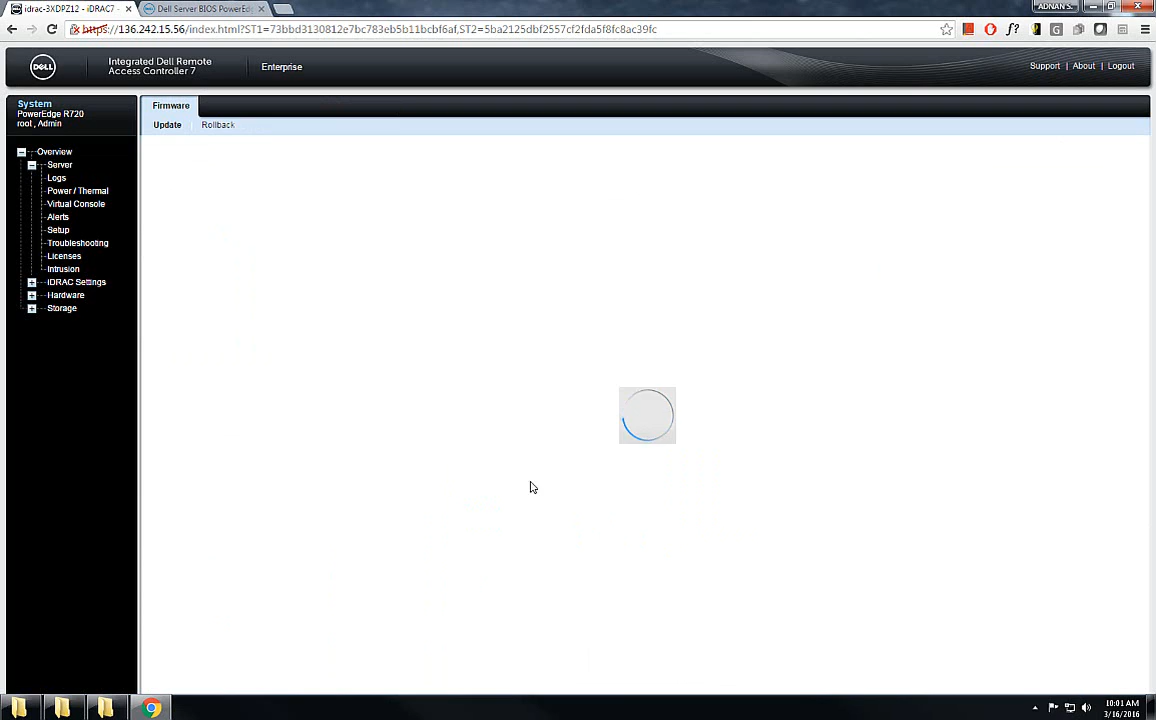 idrac-3XDPZ12 - iDRAC7 -
Dell Server BIOS PowerEd
ADNAN S.
https://136.242.15.56/index.html?ST1=73bbd3130812e7bc783eb5b11bcbf6af,ST2=5ba2125dbf2557cf2fda5f8fc8ac39fc
f?
G
DELL
Integrated Dell Remote
Access Controller 7
Enterprise
Support | About | Logout
System
PowerEdge R720
root , Admin
Firmware
Update
Rollback
Overview
Server
Logs
Power / Thermal
Virtual Console
Alerts
Setup
Troubleshooting
Licenses
Intrusion
iDRAC Settings
Hardware
Storage
10:01 AM
3/16/2016